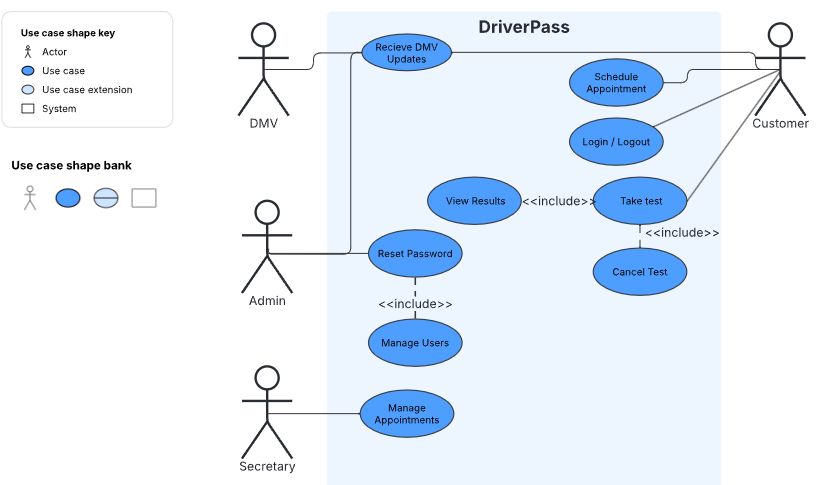 Use case shape key
Actor
Use case
Use case extension
System
Use case shape bank
DriverPass
DMV
Recieve DMV
Updates
Schedule
Appointment
Customer
Login / Logout
View Results
<<include>>
Take test
<<include>>
Cancel Test
Admin
Reset Password
<<include>>
Manage Users
Manage
Appointments
Secretary